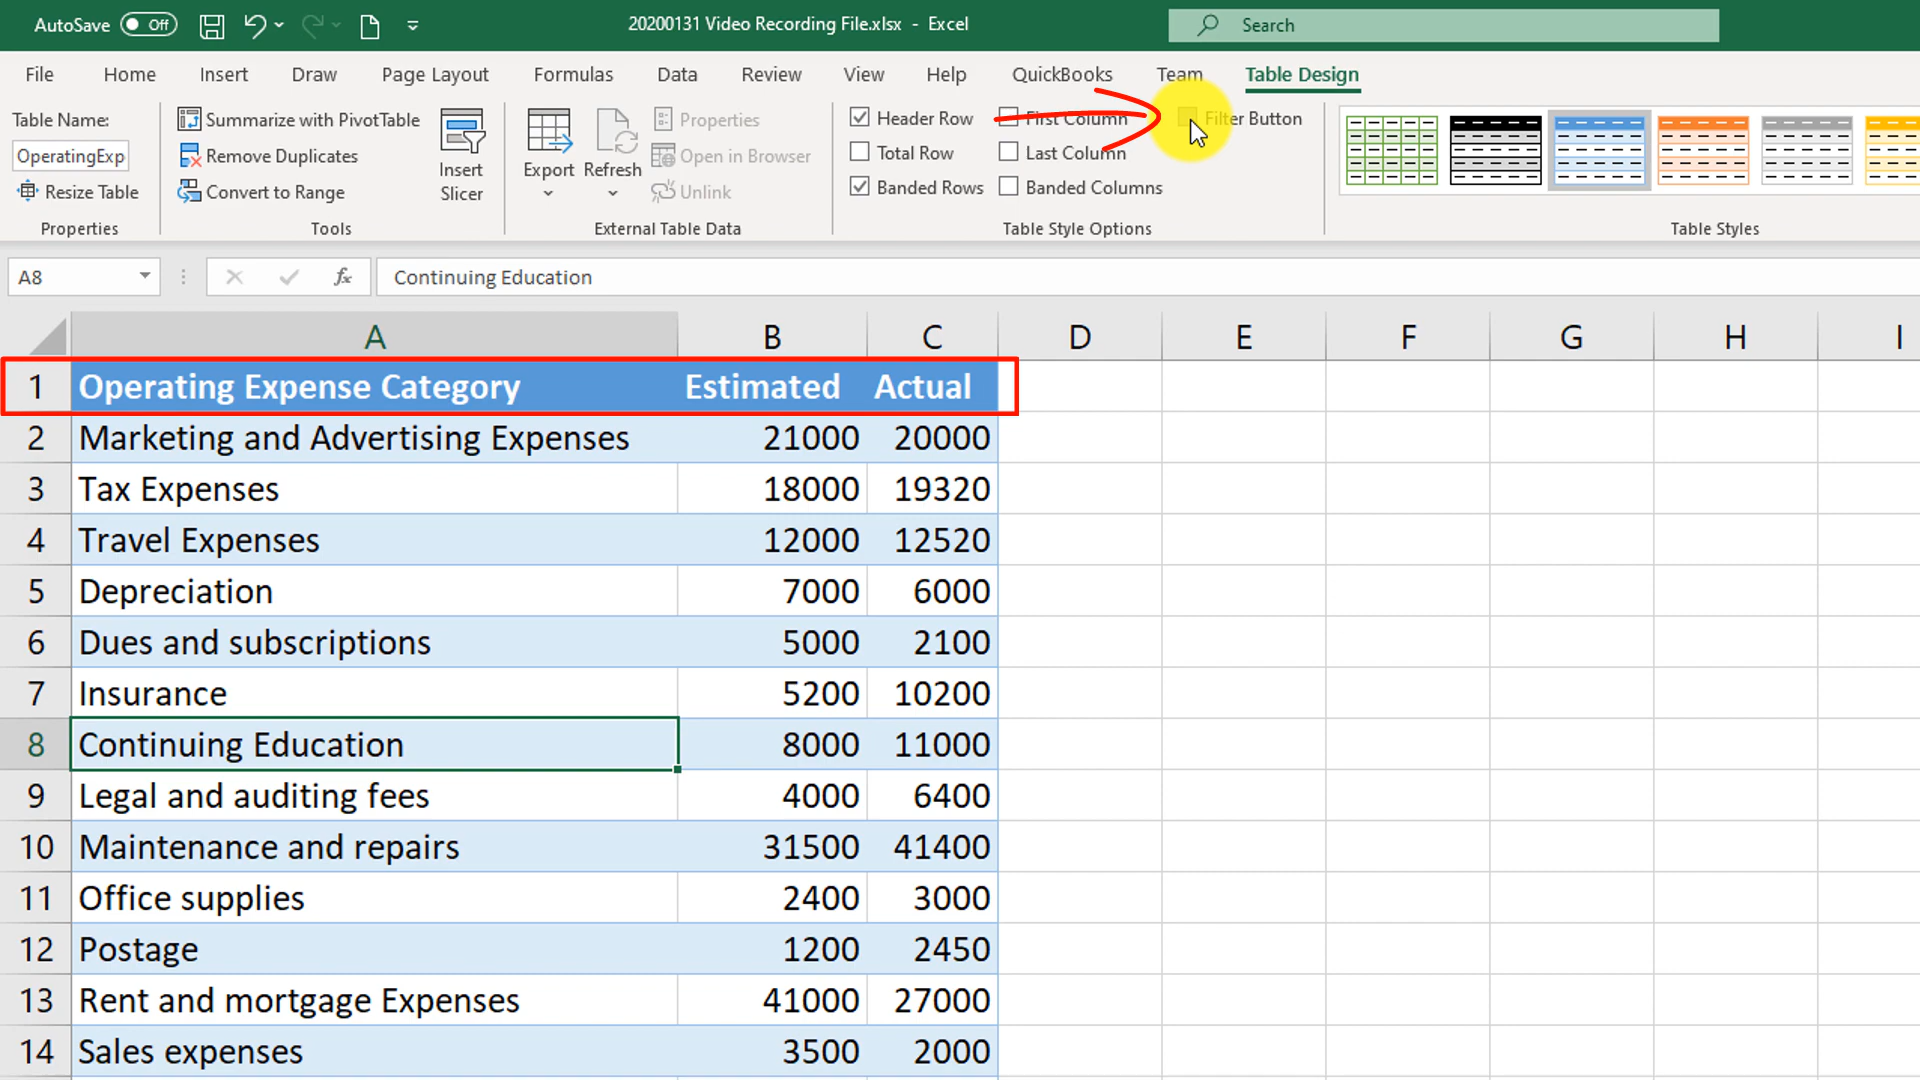 AutoSave Off 20200131 Video Recording File.xlsx - Excel Search
File Home Insert Draw Page Layout Formulas Data Review View Help QuickBooks Team Table Design
Table Name:
OperatingExp
Resize Table
Properties
Summarize with PivotTable
Remove Duplicates
Convert to Range
Insert
Slicer
Tools
Export
Refresh
Properties
Open in Browser
Unlink
External Table Data
Header Row
Total Row
Banded Rows
First Column
Last Column
Banded Columns
Filter Button
Table Style Options
Table Styles
A8 fx Continuing Education
A B C D E F G H I
1 Operating Expense Category Estimated Actual
2 Marketing and Advertising Expenses 21000 20000
3 Tax Expenses 18000 19320
4 Travel Expenses 12000 12520
5 Depreciation 7000 6000
6 Dues and subscriptions 5000 2100
7 Insurance 5200 10200
8 Continuing Education 8000 11000
9 Legal and auditing fees 4000 6400
10 Maintenance and repairs 31500 41400
11 Office supplies 2400 3000
12 Postage 1200 2450
13 Rent and mortgage Expenses 41000 27000
14 Sales expenses 3500 2000